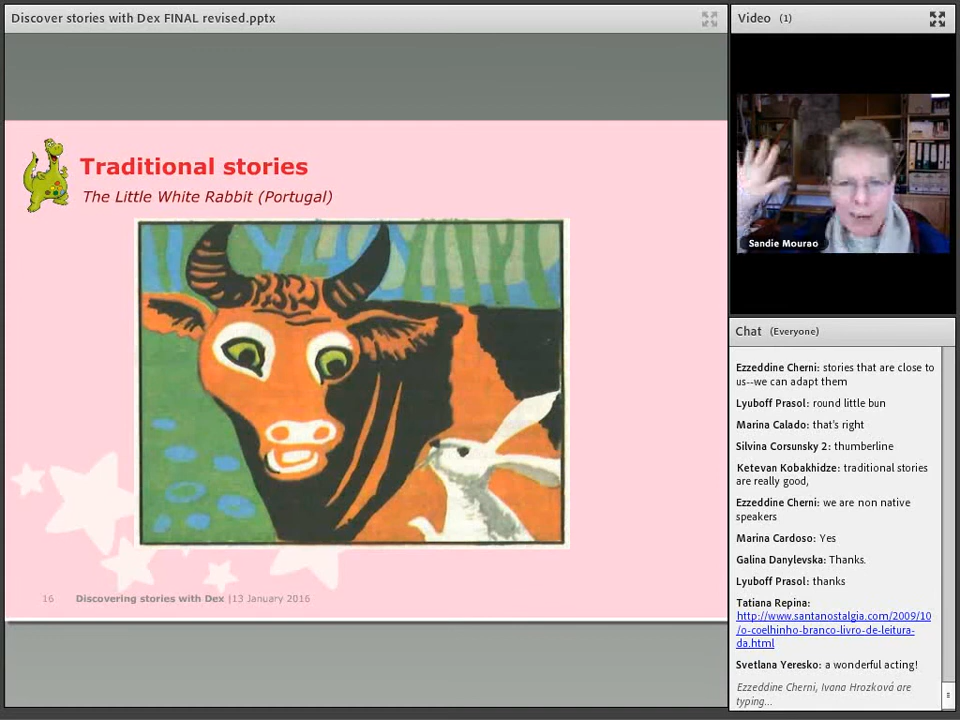 Discover stories with Dex FINAL revised.pptx
Traditional stories
The Little White Rabbit (Portugal)
16 Discovering stories with Dex |13 January 2016
Video (1)
Sandie Mourao
Chat (Everyone)
Ezzeddine Cherni: stories that are close to
us--we can adapt them
Lyuboff Prasol: round little bun
Marina Calado: that's right
Silvina Corsunsky 2: thumberline
Ketevan Kobakhidze: traditional stories
are really good,
Ezzeddine Cherni: we are non native
speakers
Marina Cardoso: Yes
Galina Danylevska: Thanks.
Lyuboff Prasol: thanks
Tatiana Repina:
http://www.santanostalgia.com/2009/10
/o-coelhinho-branco-livro-de-leitura-
da.html
Svetlana Yeresko: a wonderful acting!
Ezzeddine Cherni, Ivana Hrozková are
typing...